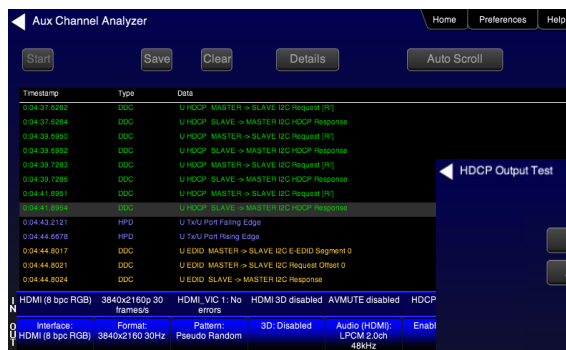 Aux Channel Analyzer
Home Preferences Help
Start Save Clear Details Auto Scroll
Timestamp Type Data
0:04:37.6282 DDC U HDCP MASTER -> SLAVE I2C Request [Ri']
0:04:37.6284 DDC U HDCP SLAVE -> MASTER I2C HDCP Response
0:04:39.6950 DDC U HDCP MASTER -> SLAVE I2C Request [Ri']
0:04:39.6952 DDC U HDCP SLAVE -> MASTER I2C HDCP Response
0:04:39.7283 DDC U HDCP MASTER -> SLAVE I2C Request [Ri']
0:04:39.7286 DDC U HDCP SLAVE -> MASTER I2C HDCP Response
0:04:41.8951 DDC U HDCP MASTER -> SLAVE I2C Request [Ri']
0:04:41.8954 DDC U HDCP SLAVE -> MASTER I2C HDCP Response
0:04:43.2121 HPD U Tx/U Port Falling Edge
0:04:44.6678 HPD U Tx/U Port Rising Edge
0:04:44.8017 DDC U EDID MASTER -> SLAVE I2C E-EDID Segment 0
0:04:44.8021 DDC U EDID MASTER -> SLAVE I2C Request Offset 0
0:04:44.8024 DDC U EDID SLAVE -> MASTER I2C Response
HDCP Output Test
IN
HDMI (8 bpc RGB) 3840x2160p 30 frames/s HDMI_VIC 1: No errors HDMI 3D disabled AVMUTE disabled HDCP
OUT
Interface: HDMI (8 bpc RGB)
Format: 3840x2160 30Hz
Pattern: Pseudo Random
3D: Disabled
Audio (HDMI): LPCM 2.0ch 48kHz
Enabl